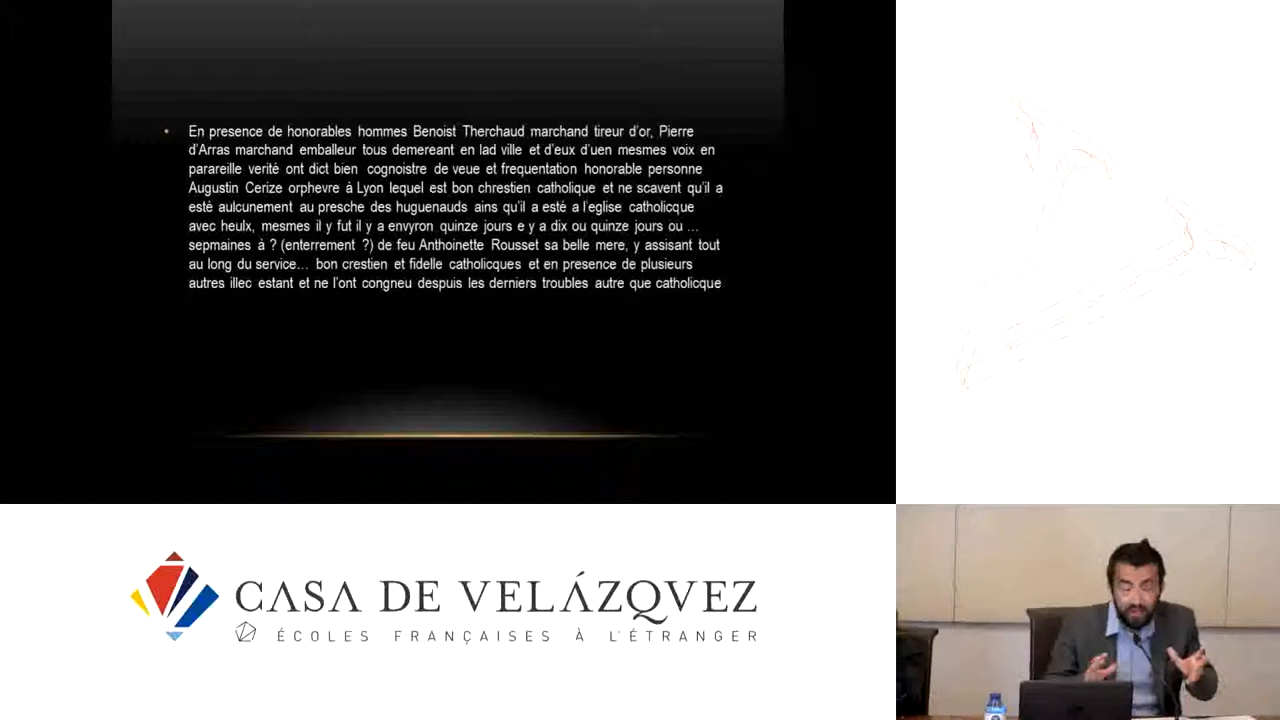 En presence de honorables hommes Benoist Therchaud marchand tireur d'or, Pierre
d'Arras marchand emballeur tous demereant en lad ville et d'eux d'uen mesmes voix en
parareille verité ont dict bien cognoistre de veue et frequentation honorable personne
Augustin Cerize orphevre à Lyon lequel est bon chrestien catholique et ne scavent qu'il a
esté aulcunement au presche des huguenauds ains qu'il a esté a l'eglise catholicque
avec heulx, mesmes il y fut il y a envyron quinze jours e y a dix ou quinze jours ou ...
sepmaines à ? (enterrement ?) de feu Anthoinette Rousset sa belle mere, y assisant tout
au long du service... bon crestien et fidelle catholicques et en presence de plusieurs
autres illec estant et ne l'ont congneu despuis les derniers troubles autre que catholicque
CASA DE VELÁZQVEZ
ÉCOLES FRANÇAISES À L'ÉTRANGER